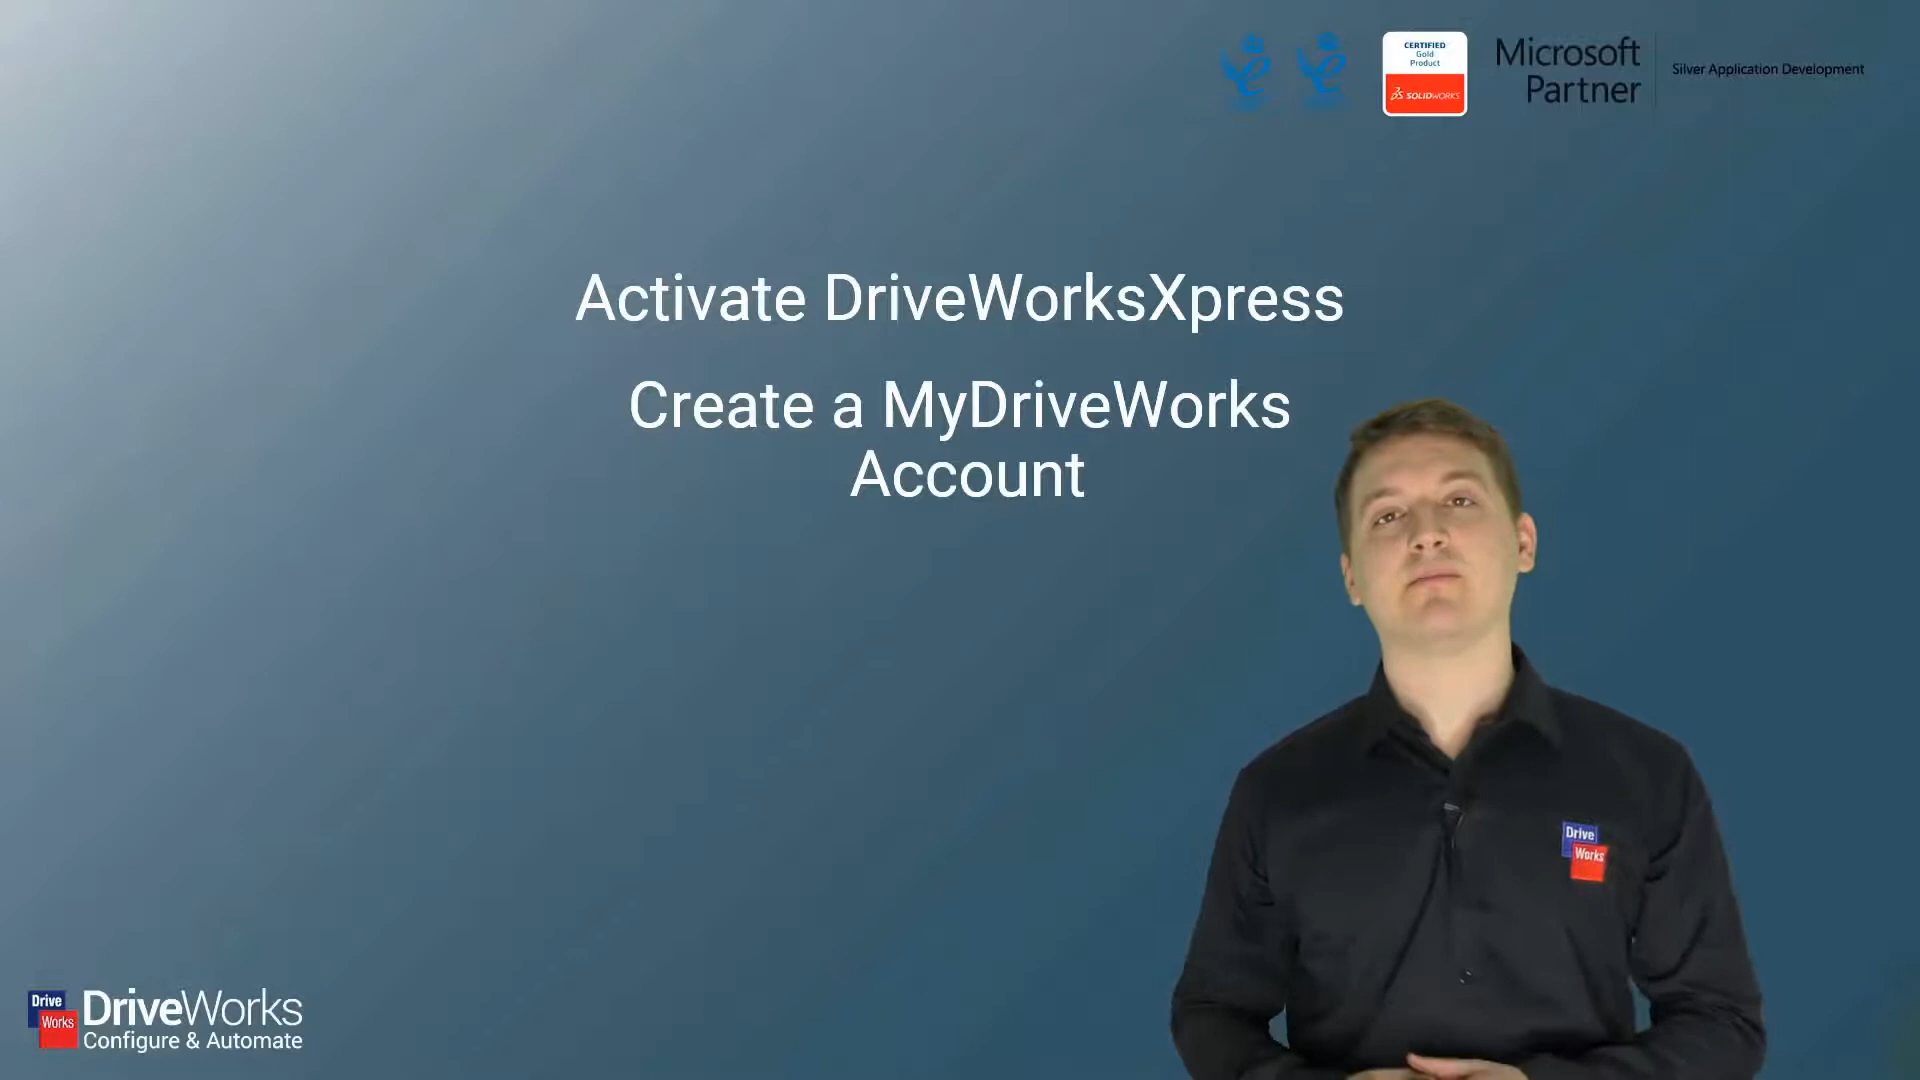 CERTIFIED
Gold
Product
SOLIDWORKS
Microsoft
Partner
Silver Application Development
Activate DriveWorksXpress
Create a MyDriveWorks
Account
Drive
Works
Drive
Works
DriveWorks
Configure & Automate